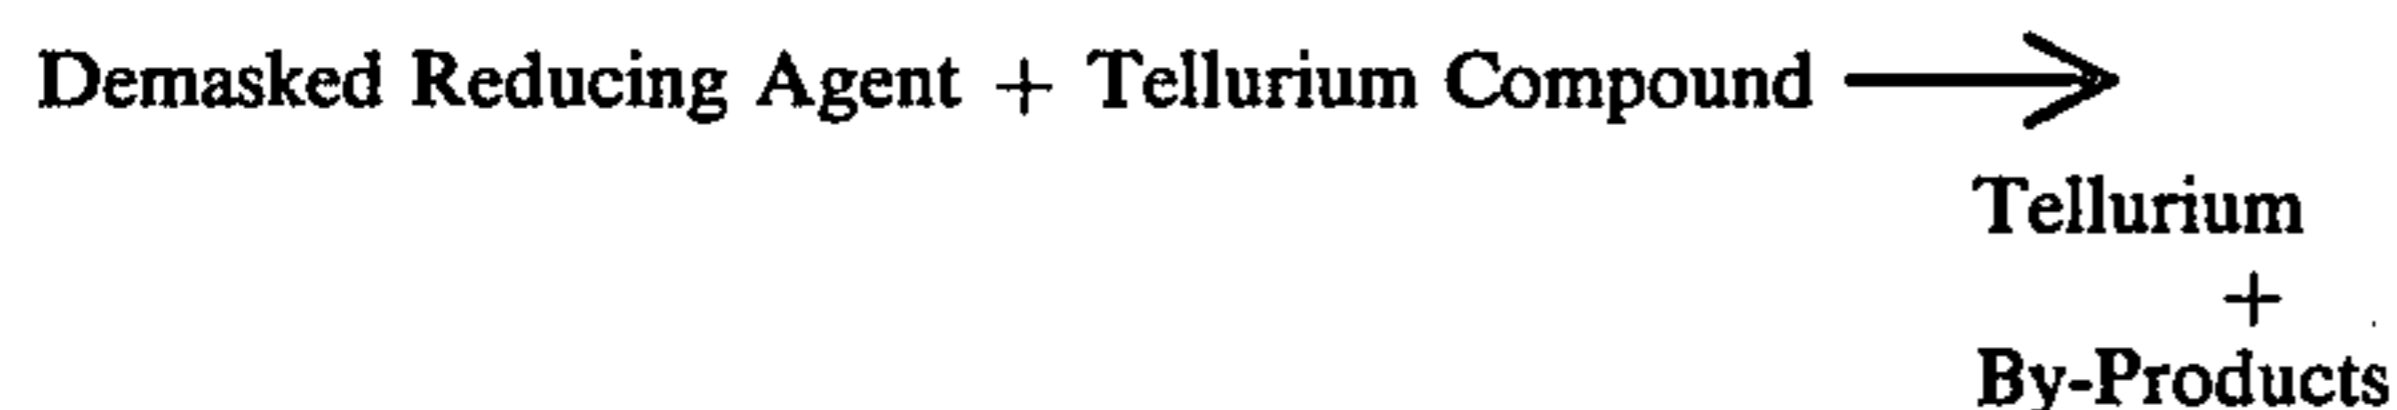 Demasked Reducing Agent + Tellurium Compound ⟶
Tellurium
+
By-Products